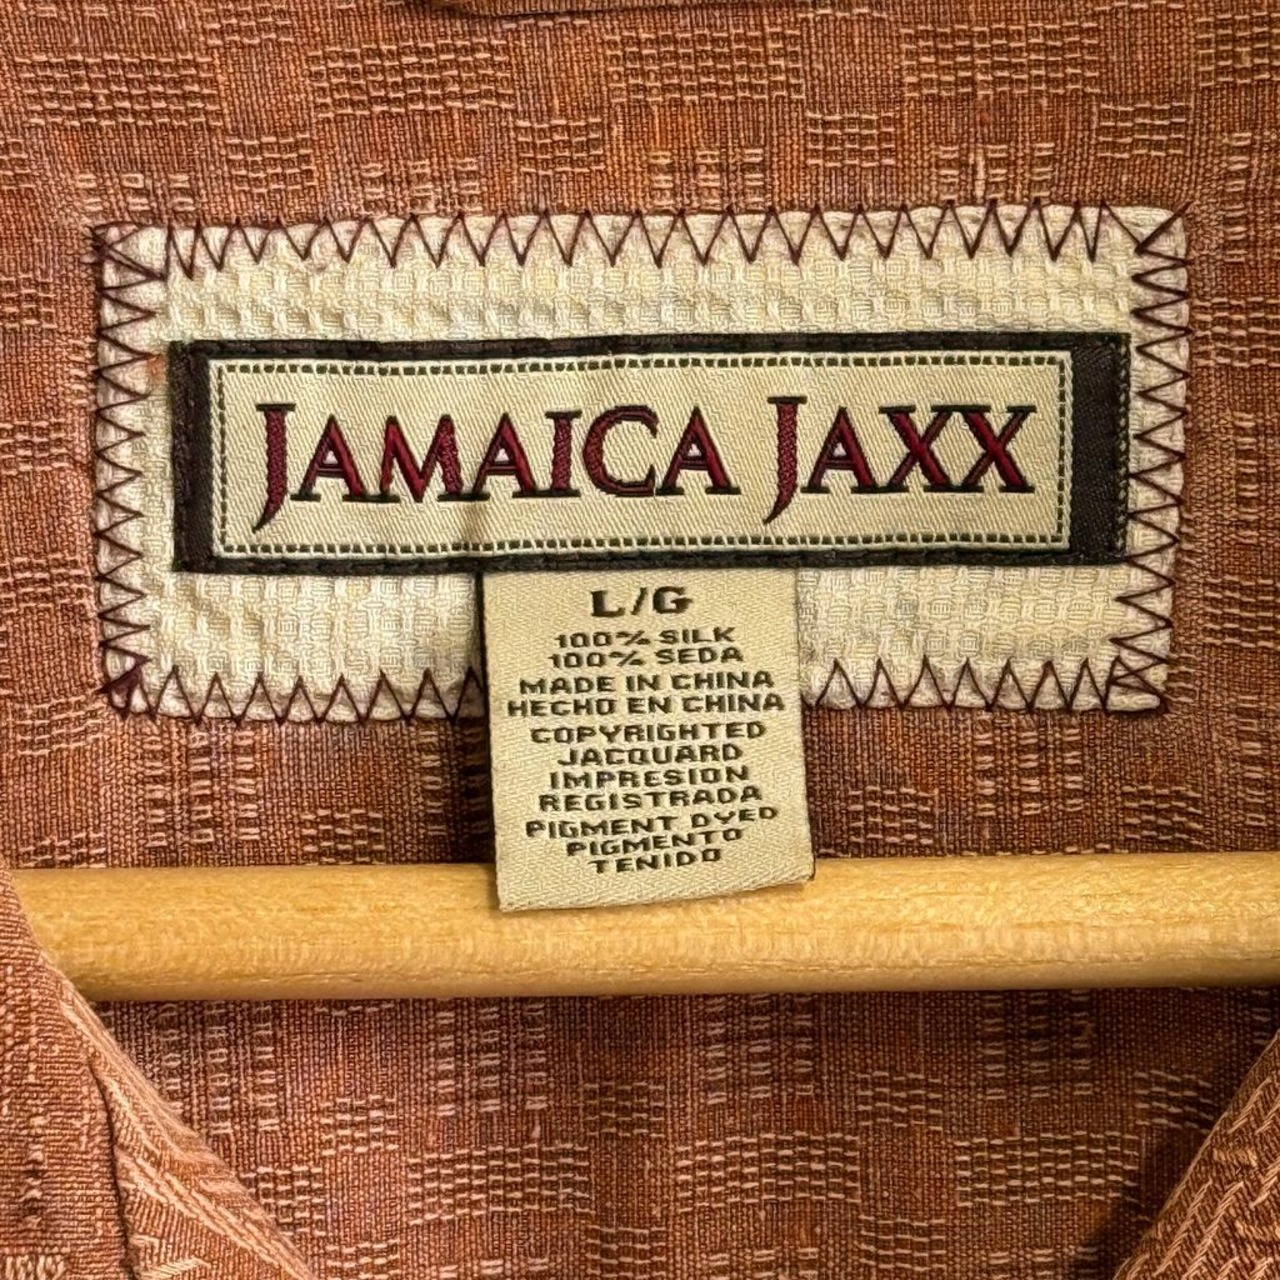 JAMAICA JAXX
L/G
100% SILK
100% SEDA
MADE IN CHINA
HECHO EN CHINA
COPYRIGHTED
JACQUARD
IMPRESION
REGISTRADA
PIGMENT DYED
PIGMENTO
TENIDO